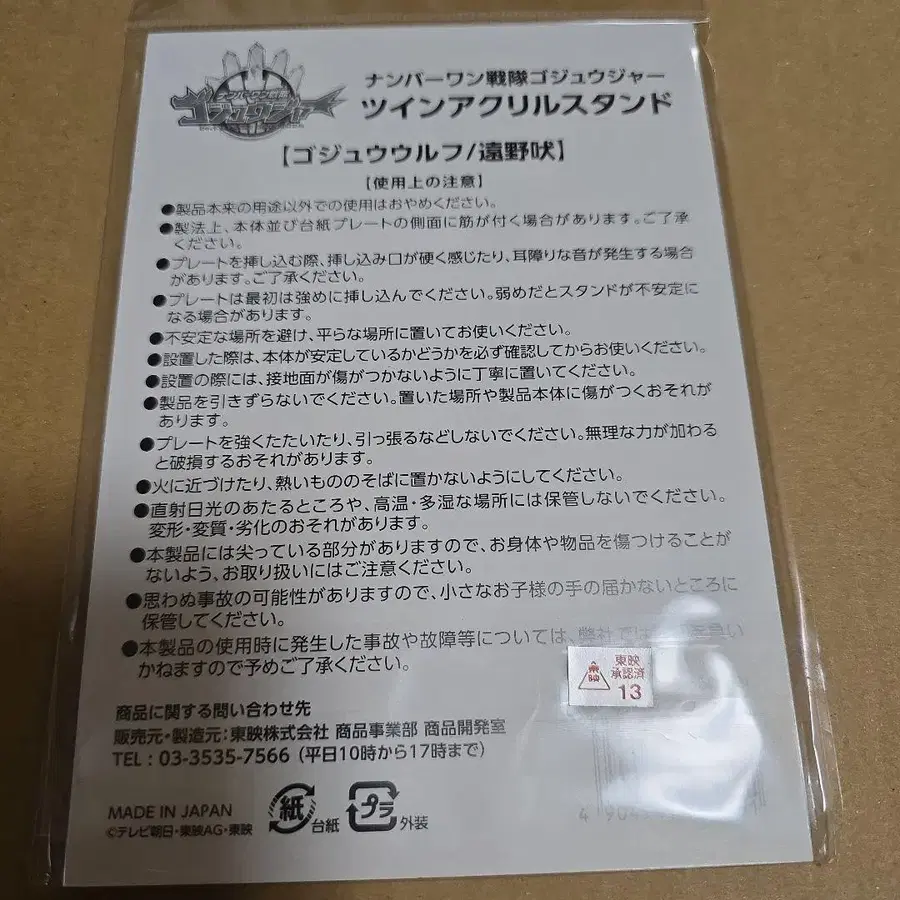 ナンバーワン戦隊
ゴジュウジャー
ナンバーワン戦隊ゴジュウジャー
ツインアクリルスタンド
【ゴジュウウルフ/遠野吠】
【使用上の注意】
●製品本来の用途以外での使用はおやめください。
●製法上、本体並び台紙プレートの側面に筋が付く場合があります。ご了承
ください。
●プレートを挿し込む際、挿し込み口が硬く感じたり、耳障りな音が発生する場合
があります。ご了承ください。
●プレートは最初は強めに挿し込んでください。弱めだとスタンドが不安定に
なる場合があります。
●不安定な場所を避け、平らな場所に置いてお使いください。
●設置した際は、本体が安定しているかどうかを必ず確認してからお使いください。
●設置の際には、接地面が傷がつかないように丁寧に置いてください。
●製品を引きずらないでください。置いた場所や製品本体に傷がつくおそれが
あります。
●プレートを強くたたいたり、引っ張るなどしないでください。無理な力が加わる
と破損するおそれがあります。
●火に近づけたり、熱いもののそばに置かないようにしてください。
●直射日光のあたるところや、高温・多湿な場所には保管しないでください。
変形・変質・劣化のおそれがあります。
●本製品には尖っている部分がありますので、お身体や物品を傷つけることが
ないよう、お取り扱いにはご注意ください。
●思わぬ事故の可能性がありますので、小さなお子様の手の届かないところに
保管してください。
●本製品の使用時に発生した事故や故障等については、弊社では
かねますので予めご了承ください。
東映
東映
承認済
13
商品に関する問い合わせ先
販売元・製造元:東映株式会社 商品事業部 商品開発室
TEL : 03-3535-7566 (平日10時から17時まで)
MADE IN JAPAN
©テレビ朝日・東映AG・東映
紙
台紙
プラ
外装